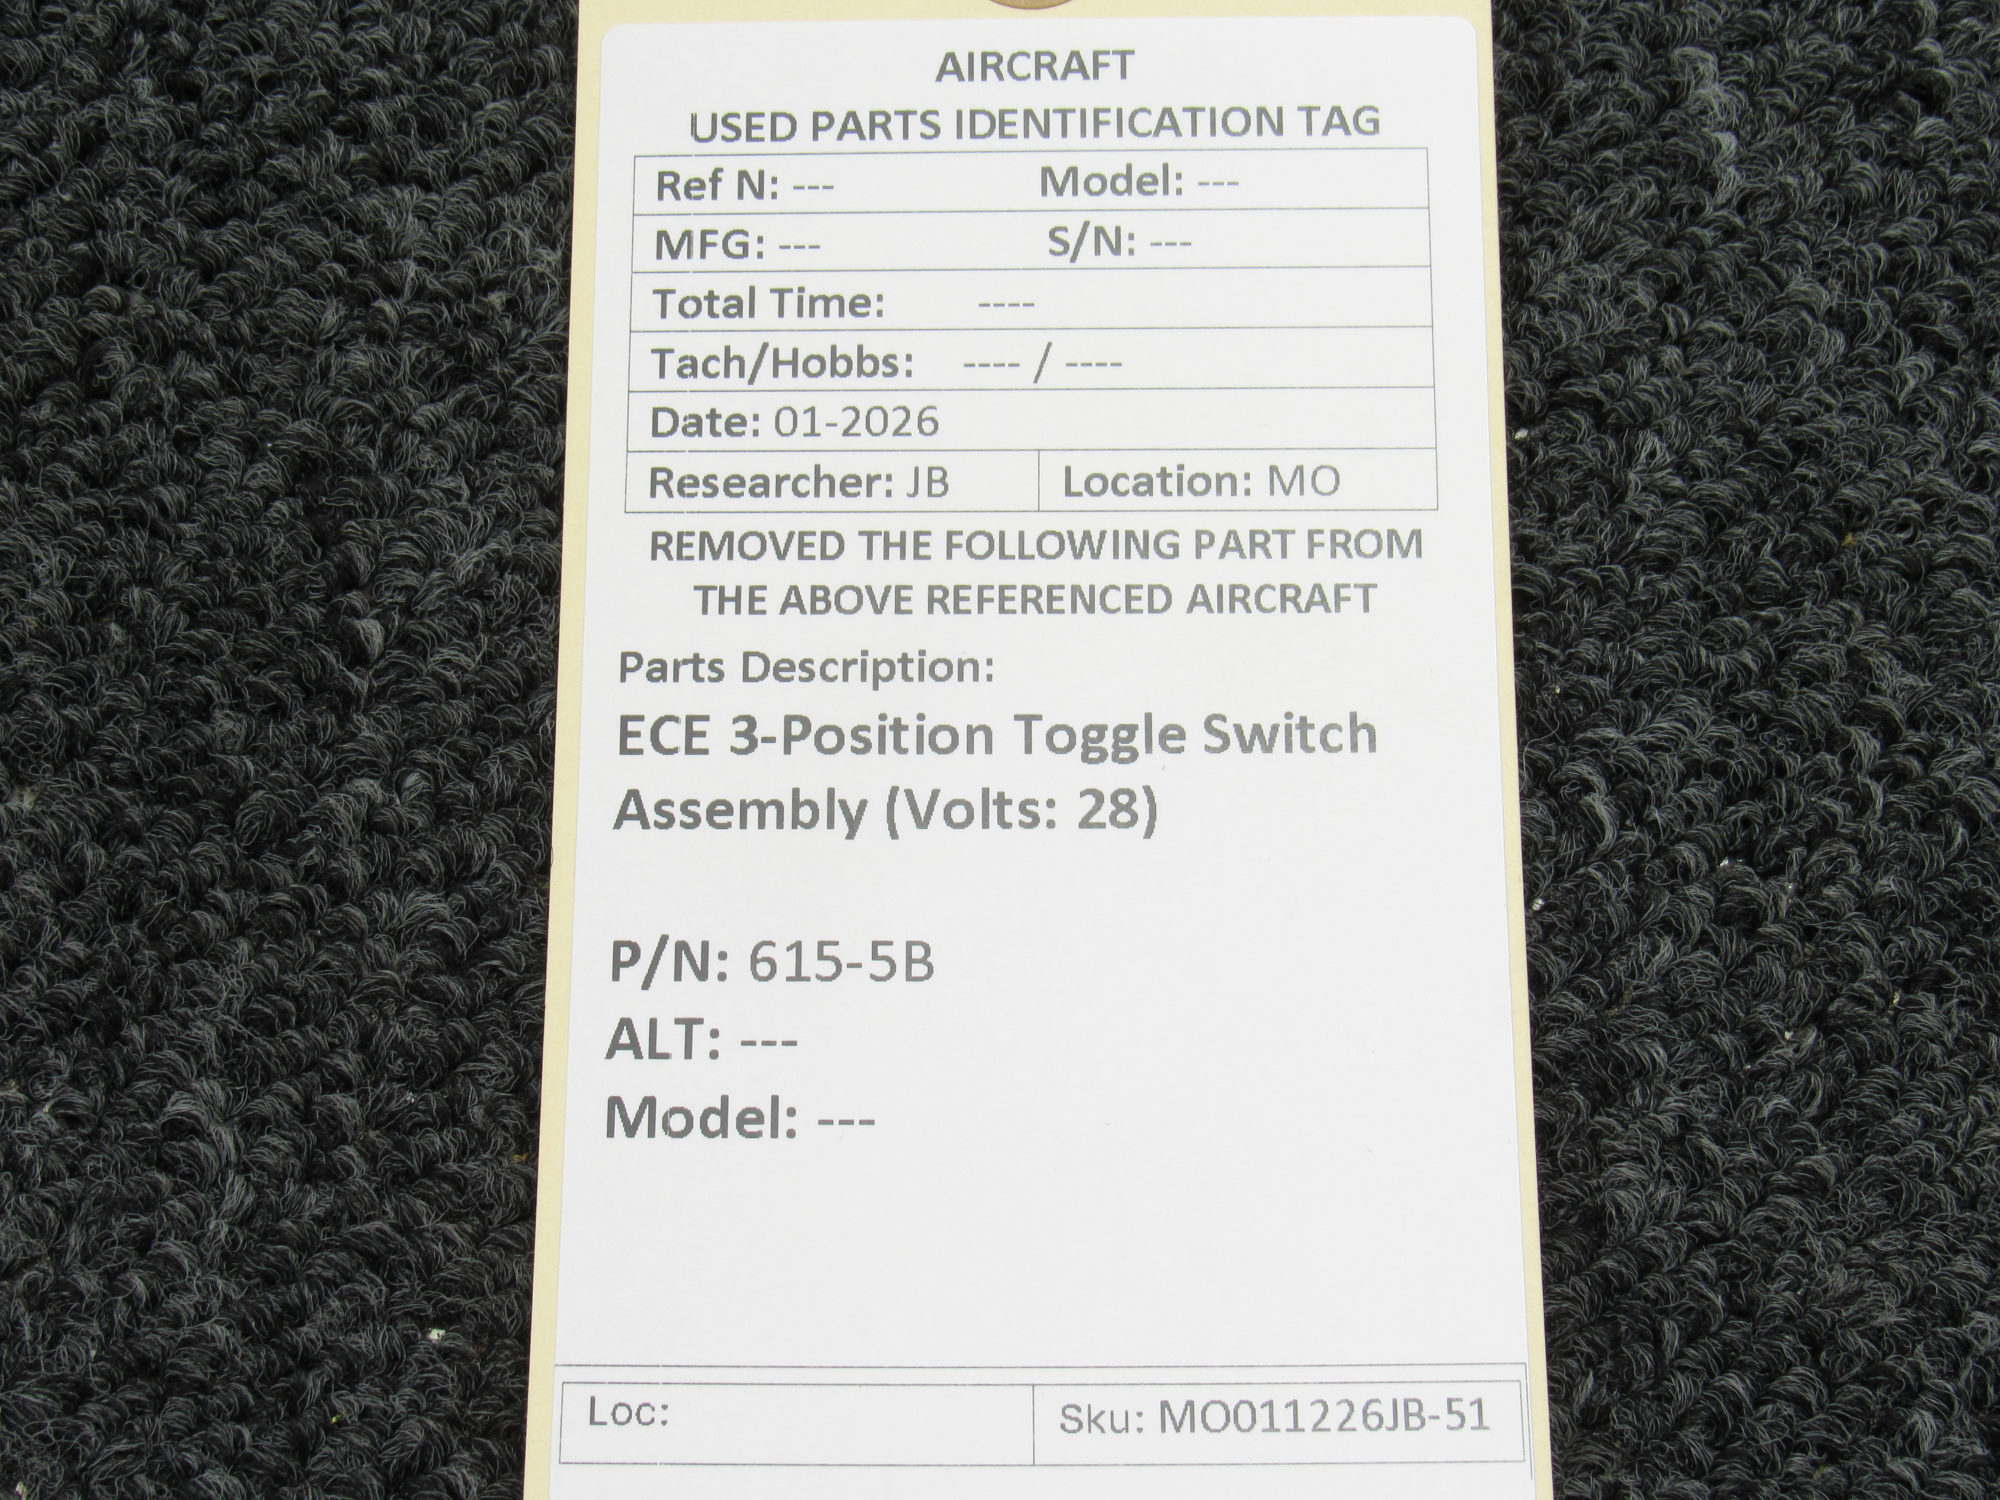 AIRCRAFT
USED PARTS IDENTIFICATION TAG
Ref N: --- Model: ---
MFG: --- S/N: ---
Total Time: ----
Tach/Hobbs: ---- / ----
Date: 01-2026
Researcher: JB Location: MO
REMOVED THE FOLLOWING PART FROM
THE ABOVE REFERENCED AIRCRAFT
Parts Description:
ECE 3-Position Toggle Switch
Assembly (Volts: 28)
P/N: 615-5B
ALT: ---
Model: ---
Loc: Sku: MO011226JB-51